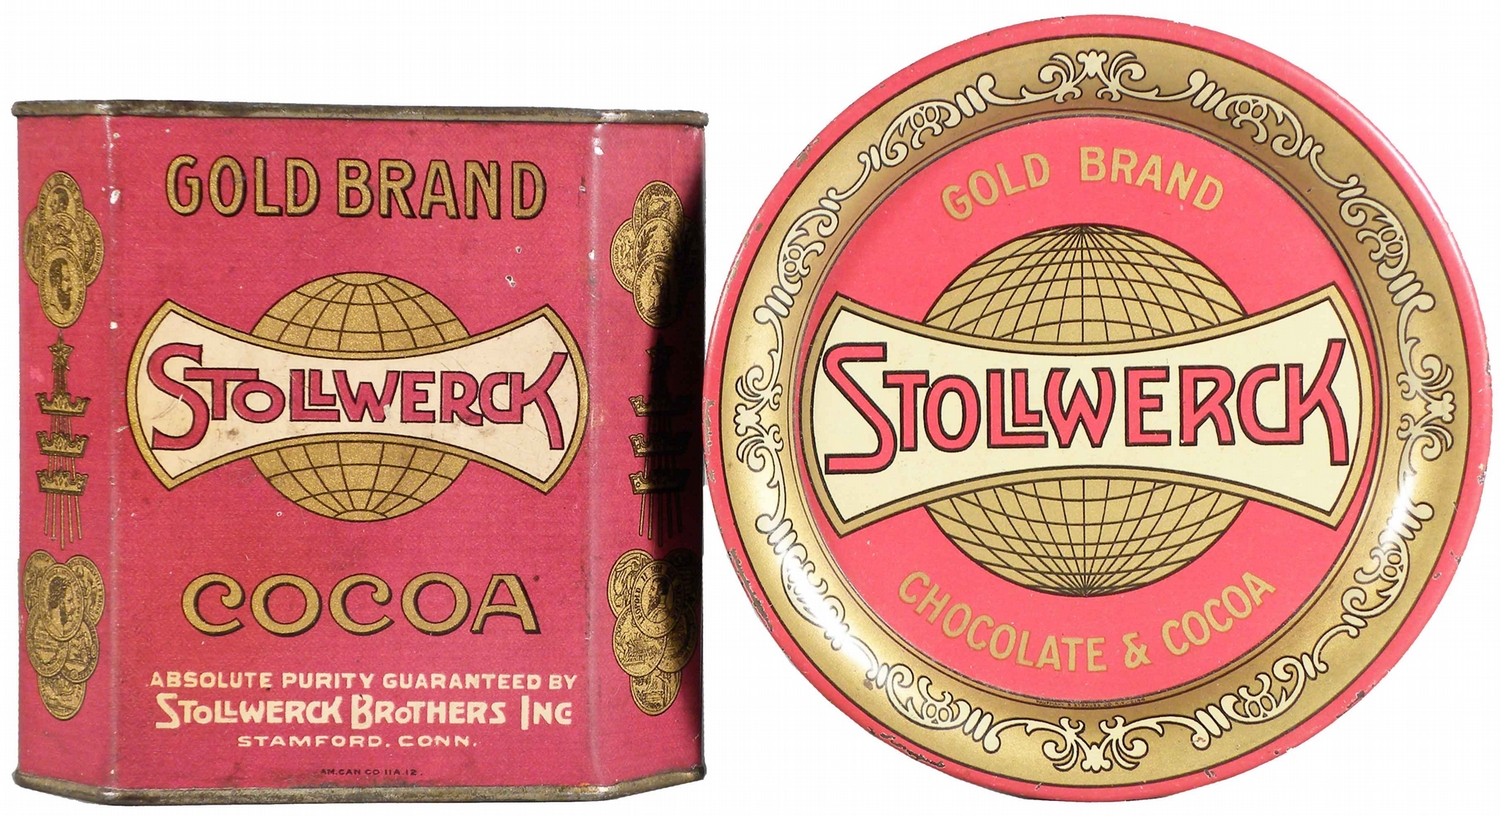 GOLD BRAND
STOLLWERCK
COCOA
ABSOLUTE PURITY GUARANTEED BY
STOLLWERCK BROTHERS INC
STAMFORD. CONN.
AM. CAN CO 11A. 12.
GOLD BRAND
STOLLWERCK
CHOCOLATE & COCOA